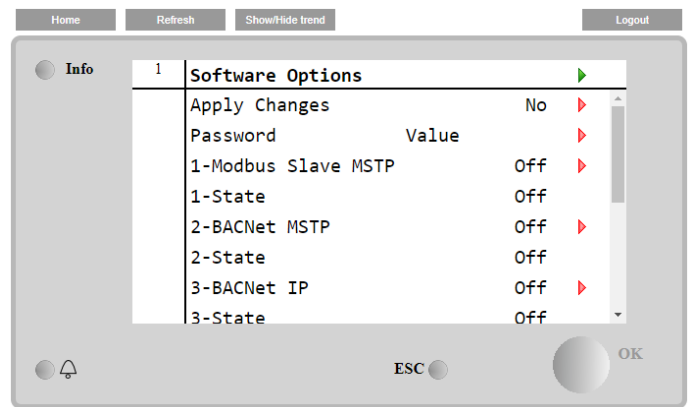 Home Refresh Show/Hide trend Logout
Info
1 Software Options
Apply Changes No
Password Value
1-Modbus Slave MSTP Off
1-State Off
2-BACNet MSTP Off
2-State Off
3-BACNet IP Off
3-State Off
ESC OK